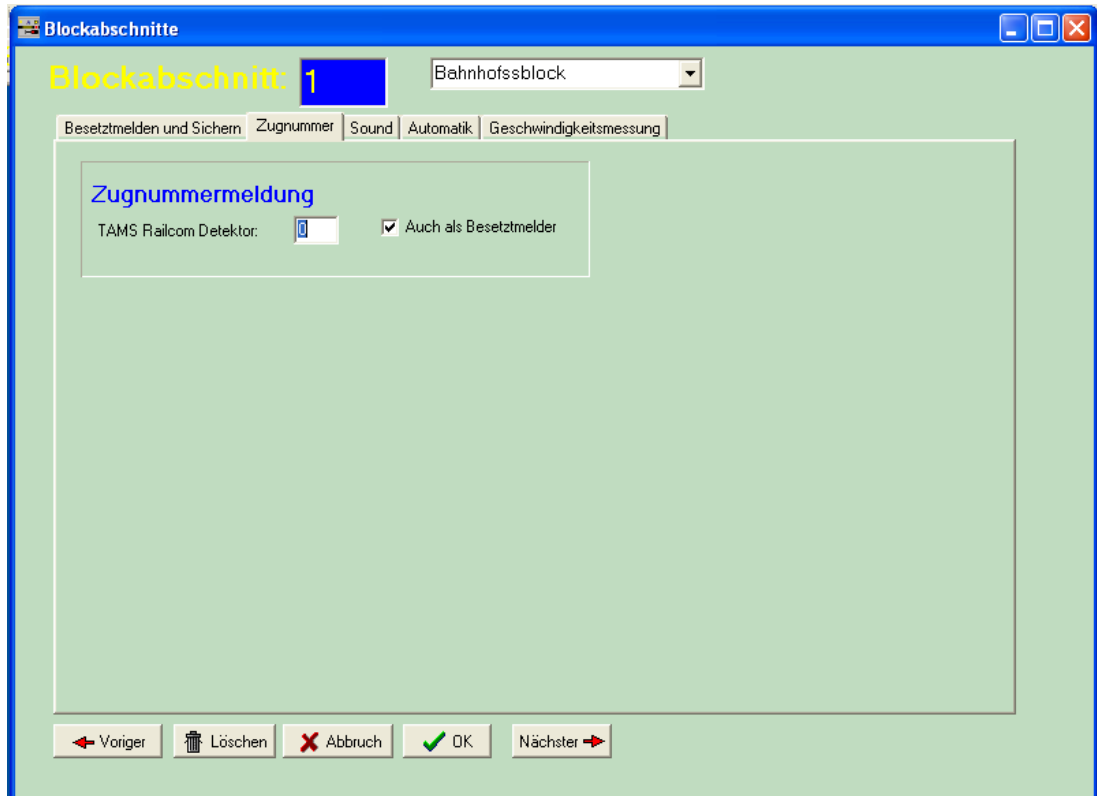 Blockabschnitte
Blockabschnitt: 1 Bahnhofssblock
Besetztmelden und Sichern Zugnummer Sound Automatik Geschwindigkeitsmessung
Zugnummermeldung
TAMS Railcom Detektor: 0 Auch als Besetztmelder
Voriger Löschen Abbruch OK Nächster